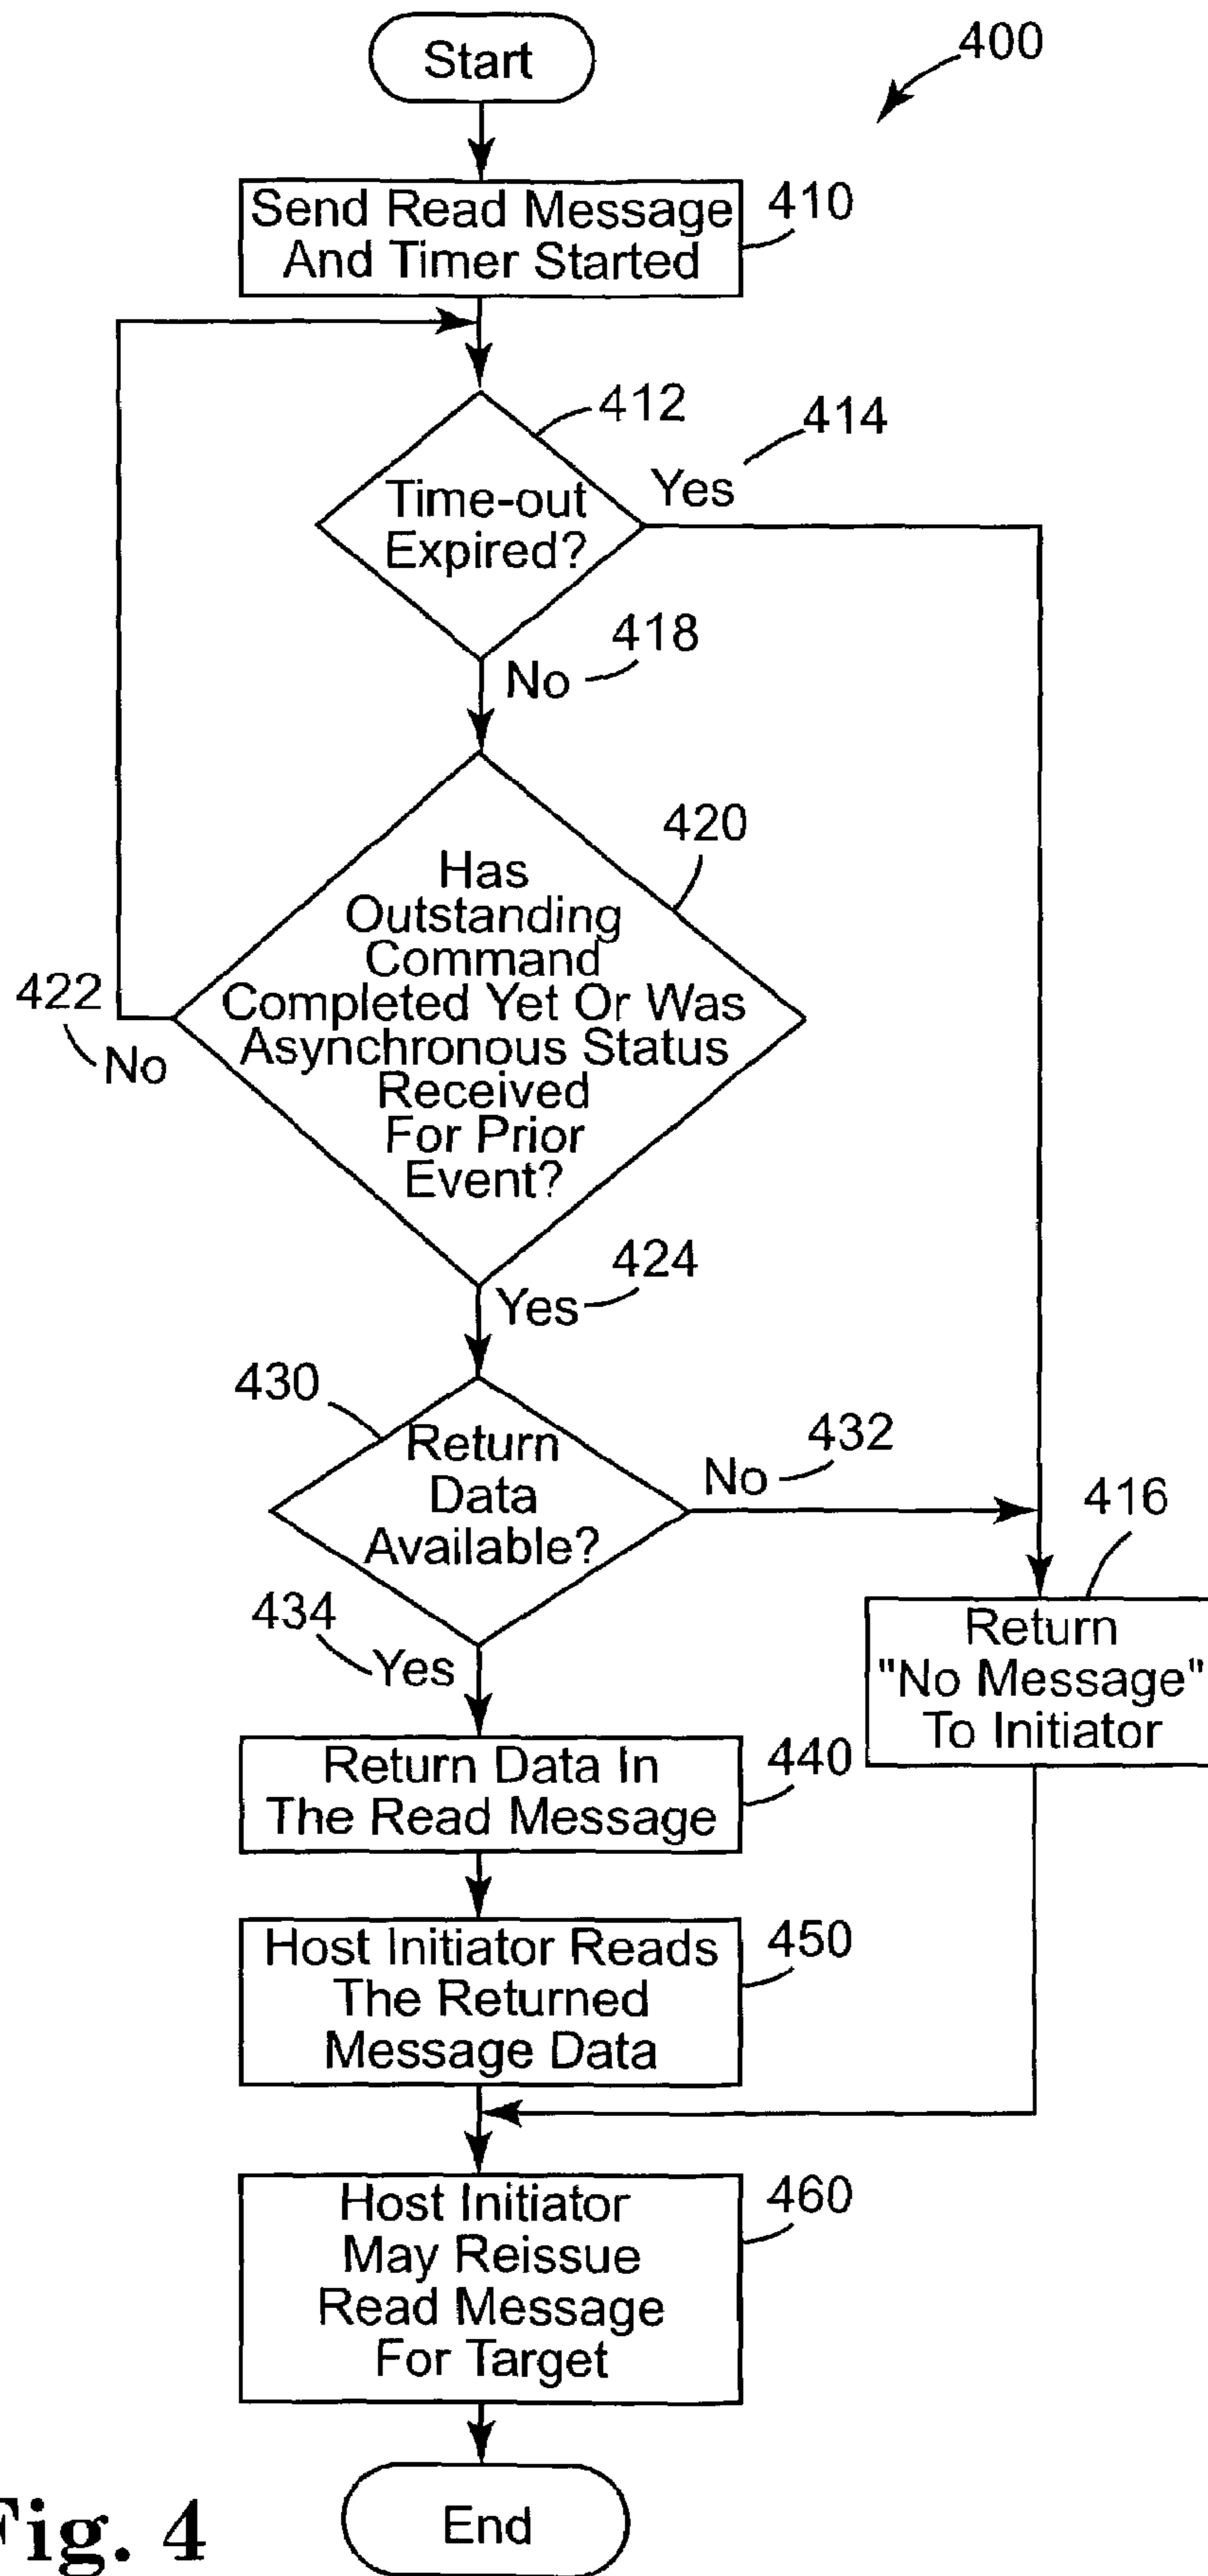 Start
400
Send Read Message
And Timer Started
410
412
414
Time-out
Expired?
Yes
418
No
420
Has
Outstanding
Command
Completed Yet Or Was
Asynchronous Status
Received
For Prior
Event?
422
No
424
Yes
430
Return
Data
Available?
432
No
416
434
Yes
Return
"No Message"
To Initiator
Return Data In
The Read Message
440
Host Initiator Reads
The Returned
Message Data
450
Host Initiator
May Reissue
Read Message
For Target
460
End
Fig. 4